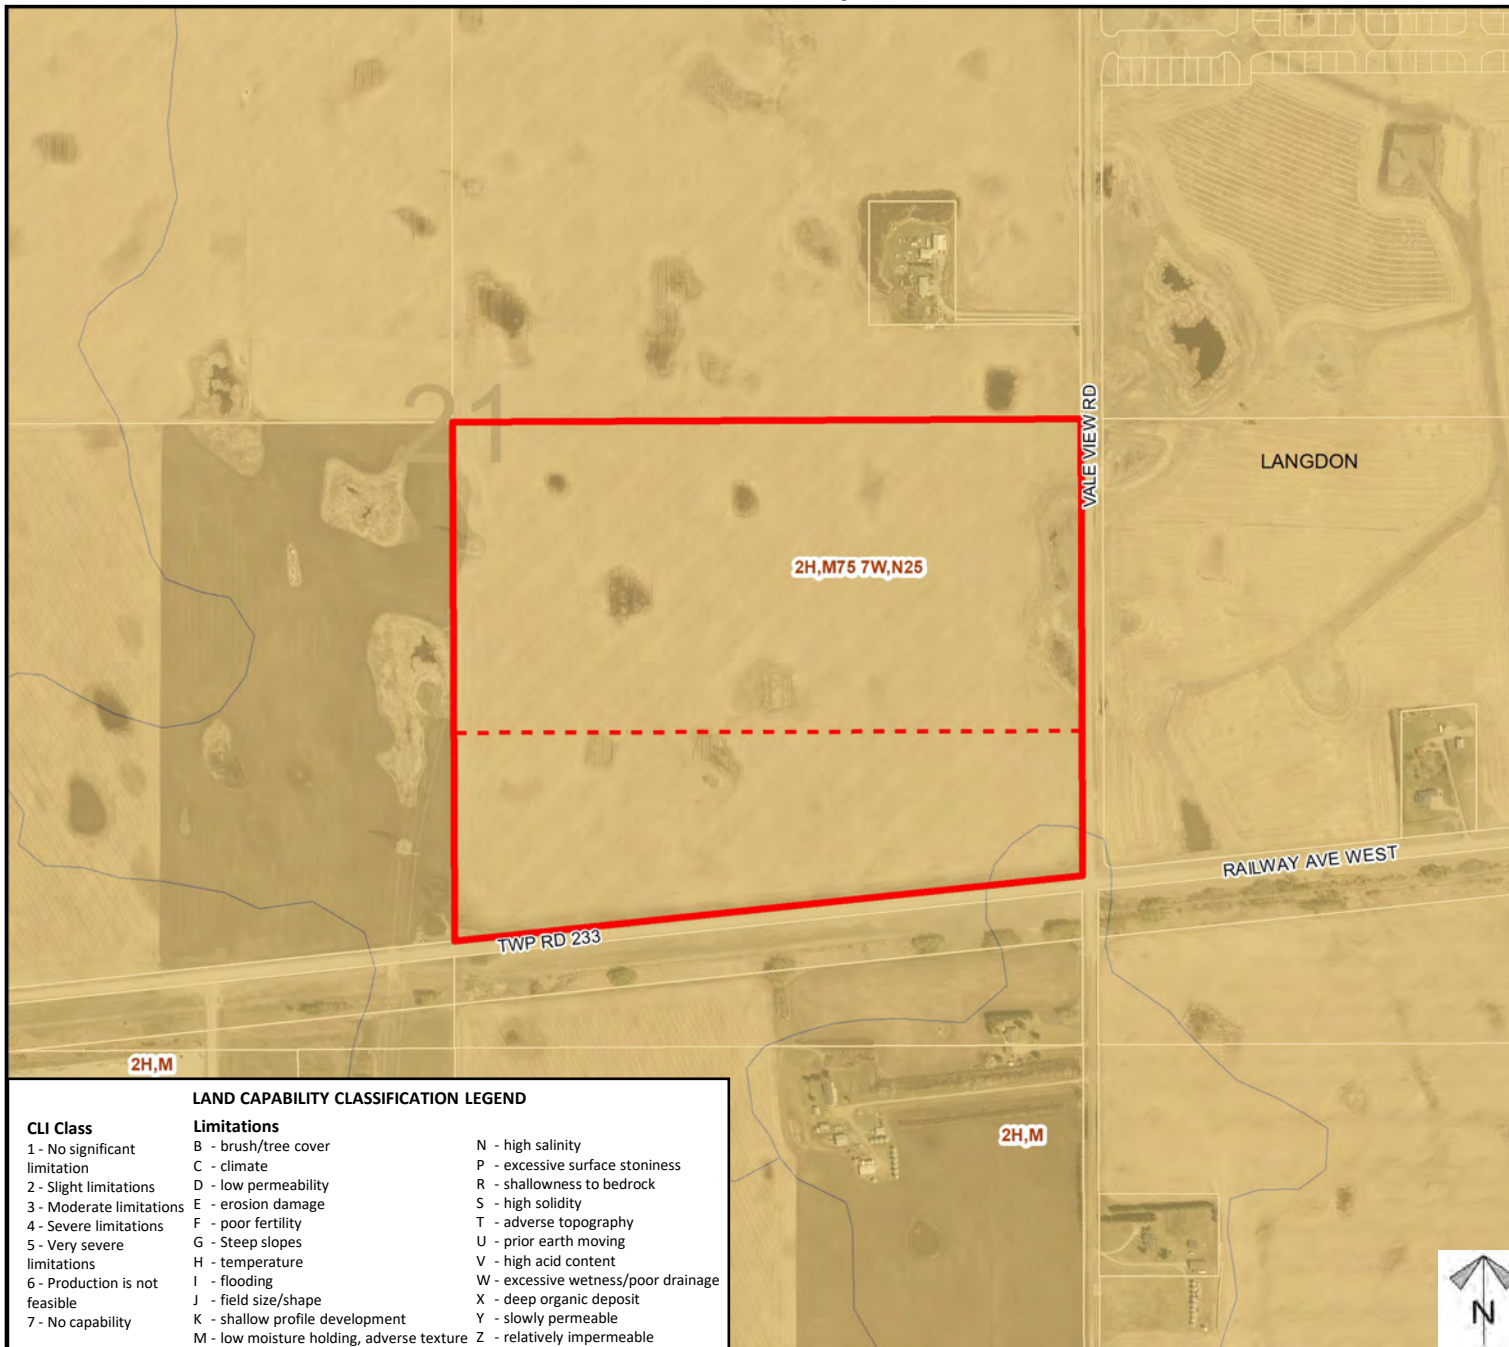 21
VALE VIEW RD
LANGDON
2H,M75 7W,N25
RAILWAY AVE WEST
TWP RD 233
2H,M
2H,M
LAND CAPABILITY CLASSIFICATION LEGEND
CLI Class
1 - No significant
limitation
2 - Slight limitations
3 - Moderate limitations
4 - Severe limitations
5 - Very severe
limitations
6 - Production is not
feasible
7 - No capability
Limitations
B - brush/tree cover
C - climate
D - low permeability
E - erosion damage
F - poor fertility
G - Steep slopes
H - temperature
I - flooding
J - field size/shape
K - shallow profile development
M - low moisture holding, adverse texture
N - high salinity
P - excessive surface stoniness
R - shallowness to bedrock
S - high solidity
T - adverse topography
U - prior earth moving
V - high acid content
W - excessive wetness/poor drainage
X - deep organic deposit
Y - slowly permeable
Z - relatively impermeable
N